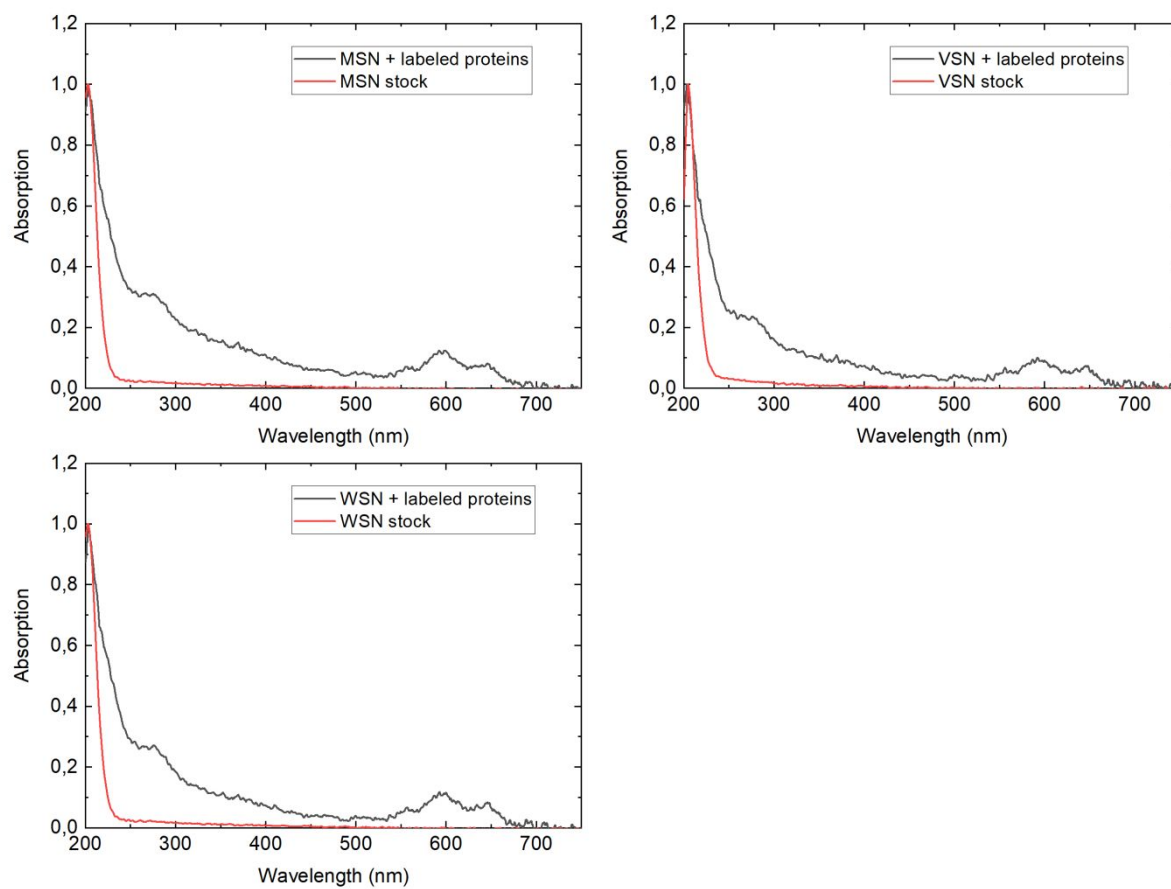 1,2
1,0
0,8
0,6
0,4
0,2
0,0
Absorption
MSN + labeled proteins
MSN stock
200 300 400 500 600 700
Wavelength (nm)
1,2
1,0
0,8
0,6
0,4
0,2
0,0
Absorption
VSN + labeled proteins
VSN stock
200 300 400 500 600 700
Wavelength (nm)
1,2
1,0
0,8
0,6
0,4
0,2
0,0
Absorption
WSN + labeled proteins
WSN stock
200 300 400 500 600 700
Wavelength (nm)